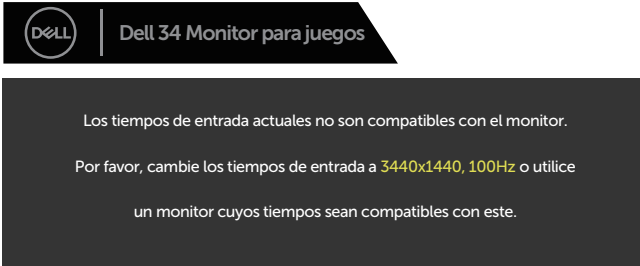 DELL
Dell 34 Monitor para juegos
Los tiempos de entrada actuales no son compatibles con el monitor.
Por favor, cambie los tiempos de entrada a 3440x1440, 100Hz o utilice
un monitor cuyos tiempos sean compatibles con este.